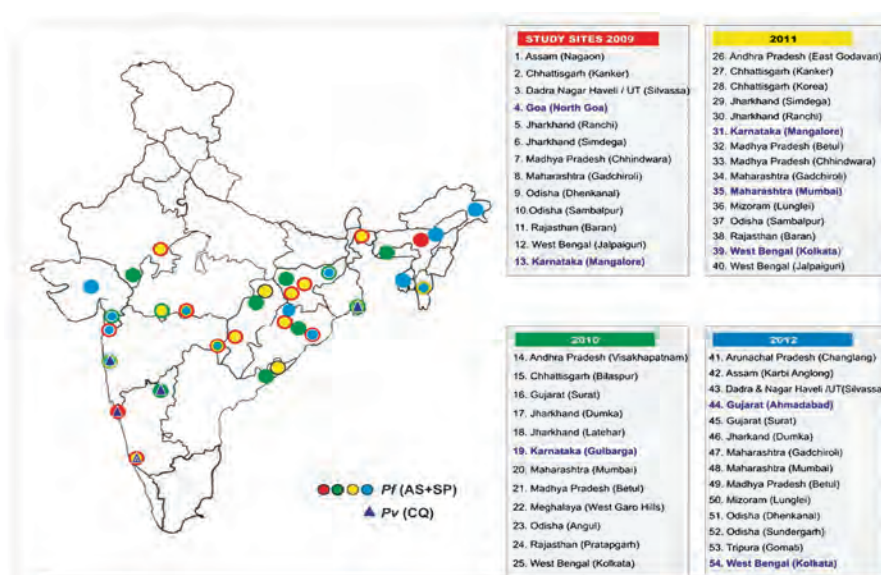 STUDY SITES 2009
1. Assam (Nagaon)
2. Chhattisgarh (Kanker)
3. Dadra Nagar Haveli / UT (Silvassa)
4. Goa (North Goa)
5. Jharkhand (Ranchi)
6. Jharkhand (Simdega)
7. Madhya Pradesh (Chhindwara)
8. Maharashtra (Gadchiroli)
9. Odisha (Dhenkanal)
10. Odisha (Sambalpur)
11. Rajasthan (Baran)
12. West Bengal (Jalpaiguri)
13. Karnataka (Mangalore)
2011
26. Andhra Pradesh (East Godavari)
27. Chhattisgarh (Kanker)
28. Chhattisgarh (Korea)
29. Jharkhand (Simdega)
30. Jharkhand (Ranchi)
31. Karnataka (Mangalore)
32. Madhya Pradesh (Betul)
33. Madhya Pradesh (Chhindwara)
34. Maharashtra (Gadchiroli)
35. Maharashtra (Mumbai)
36. Mizoram (Lunglei)
37 Odisha (Sambalpur)
38. Rajasthan (Baran)
39. West Bengal (Kolkata)
40. West Bengal (Jalpaiguri)
2010
14. Andhra Pradesh (Visakhapatnam)
15. Chhattisgarh (Bilaspur)
16. Gujarat (Surat)
17. Jharkhand (Dumka)
18. Jharkhand (Latehar)
19. Karnataka (Gulbarga)
20. Maharashtra (Mumbai)
21. Madhya Pradesh (Betul)
22. Meghalaya (West Garo Hills)
23. Odisha (Angul)
24. Rajasthan (Pratapgarh)
25. West Bengal (Kolkata)
2012
41. Arunachal Pradesh (Changlang)
42. Assam (Karbi Anglong)
43. Dadra & Nagar Haveli /UT(Silvassa)
44. Gujarat (Ahmadabad)
45. Gujarat (Surat)
46. Jharkand (Dumka)
47. Maharashtra (Gadchiroli)
48. Maharashtra (Mumbai)
49. Madhya Pradesh (Betul)
50. Mizoram (Lunglei)
51. Odisha (Dhenkanal)
52. Odisha (Sundergarh)
53. Tripura (Gomati)
54. West Bengal (Kolkata)
Pf (AS+SP)
Pv (CQ)